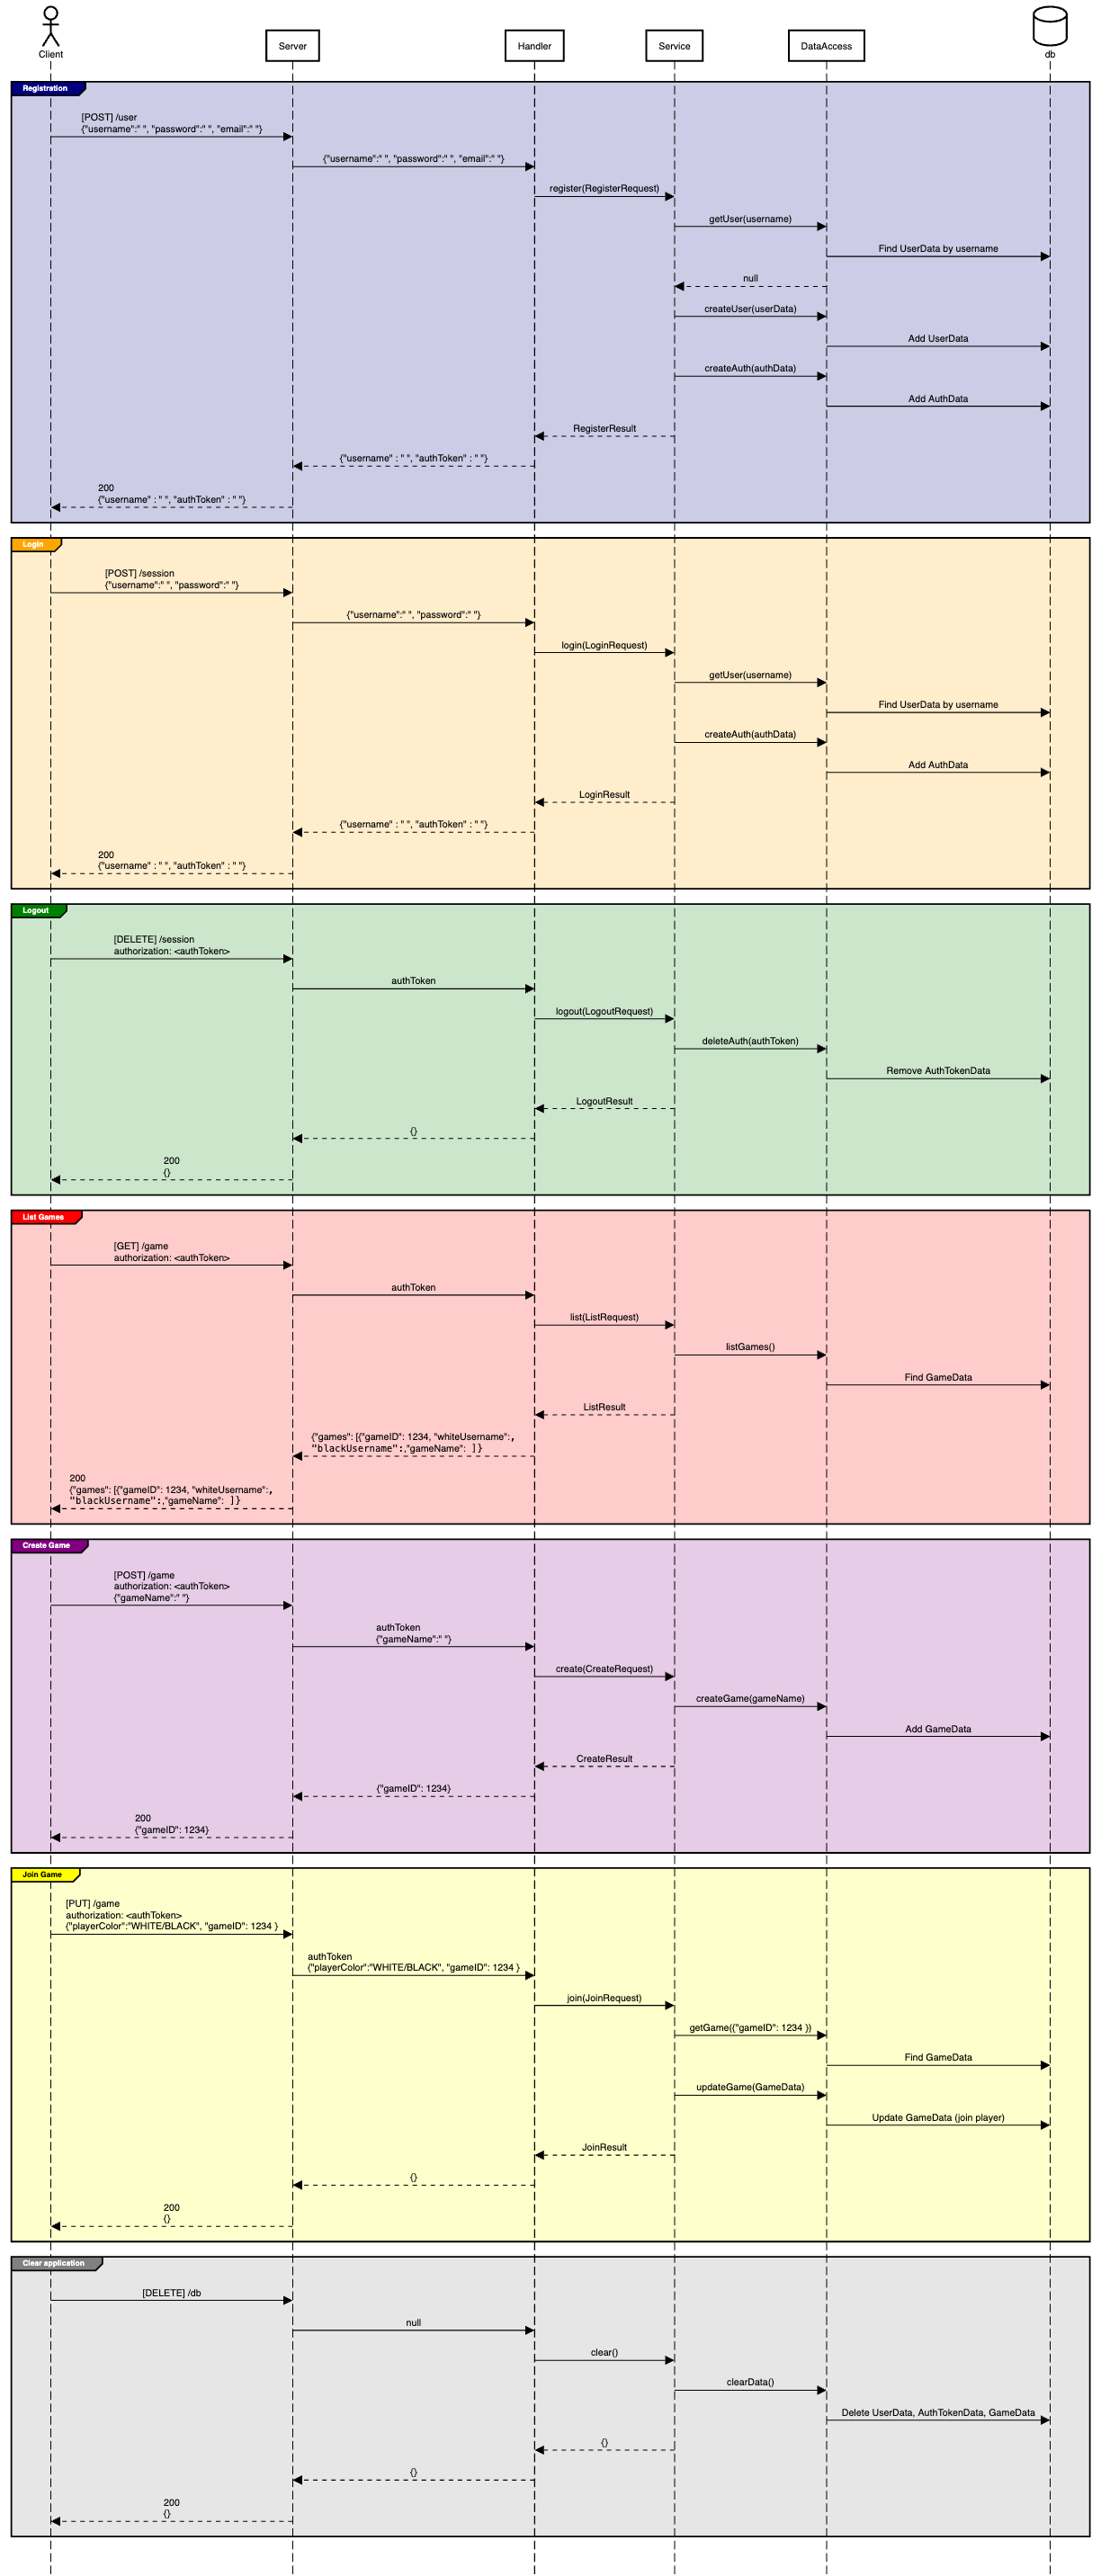 Client
Server
Handler
Service
DataAccess
db
Registration
[POST] /user
{"username":" ", "password":" ", "email":" "}
{"username":" ", "password":" ", "email":" "}
register(RegisterRequest)
getUser(username)
Find UserData by username
null
createUser(userData)
Add UserData
createAuth(authData)
Add AuthData
RegisterResult
{"username" : " ", "authToken" : " "}
200
{"username" : " ", "authToken" : " "}
Login
[POST] /session
{"username":" ", "password":" "}
{"username":" ", "password":" "}
login(LoginRequest)
getUser(username)
Find UserData by username
createAuth(authData)
Add AuthData
LoginResult
{"username" : " ", "authToken" : " "}
200
{"username" : " ", "authToken" : " "}
Logout
[DELETE] /session
authorization: <authToken>
authToken
logout(LogoutRequest)
deleteAuth(authToken)
Remove AuthTokenData
LogoutResult
{}
200
{}
List Games
[GET] /game
authorization: <authToken>
authToken
list(ListRequest)
listGames()
Find GameData
ListResult
{"games": [{"gameID": 1234, "whiteUsername":,
"blackUsername":,"gameName": ]}
200
{"games": [{"gameID": 1234, "whiteUsername":,
"blackUsername":,"gameName": ]}
Create Game
[POST] /game
authorization: <authToken>
{"gameName":" "}
authToken
{"gameName":" "}
create(CreateRequest)
createGame(gameName)
Add GameData
CreateResult
{"gameID": 1234}
200
{"gameID": 1234}
Join Game
[PUT] /game
authorization: <authToken>
{"playerColor":"WHITE/BLACK", "gameID": 1234 }
authToken
{"playerColor":"WHITE/BLACK", "gameID": 1234 }
join(JoinRequest)
getGame({"gameID": 1234 })
Find GameData
updateGame(GameData)
Update GameData (join player)
JoinResult
{}
200
{}
Clear application
[DELETE] /db
null
clear()
clearData()
Delete UserData, AuthTokenData, GameData
{}
{}
200
{}